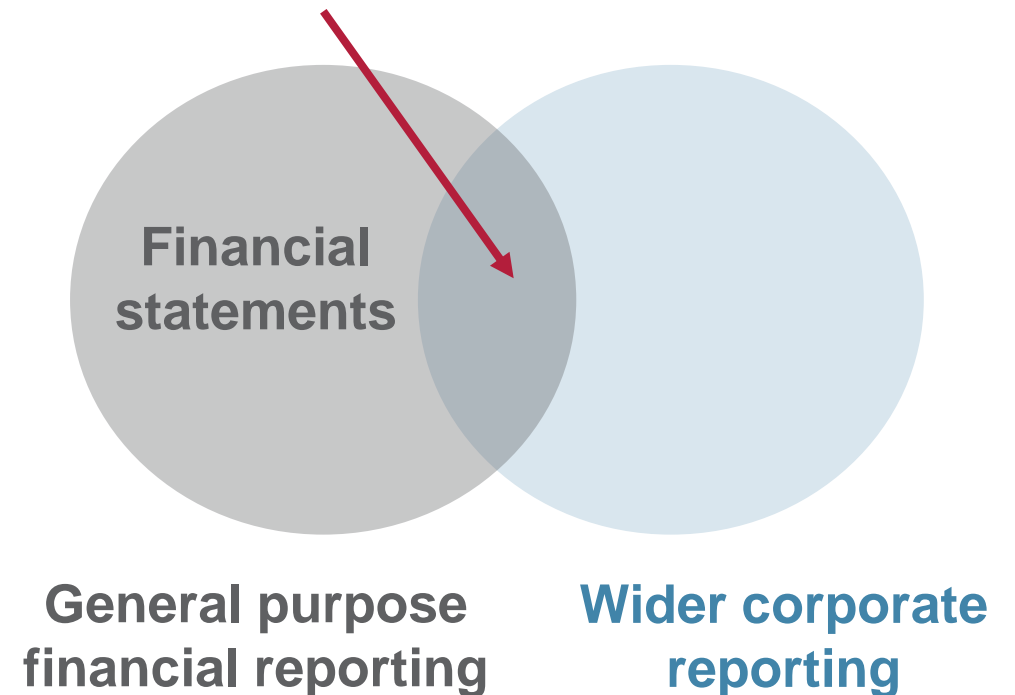 Financial
statements
General purpose
financial reporting
Wider corporate
reporting